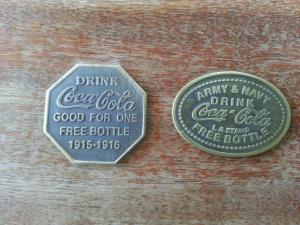 DRINK
Coca-Cola
GOOD FOR ONE
FREE·BOTTLE
1915-1916
ARMY & NAVY
DRINK
Coca-Cola
L.A STAMP
FREE BOTTLE